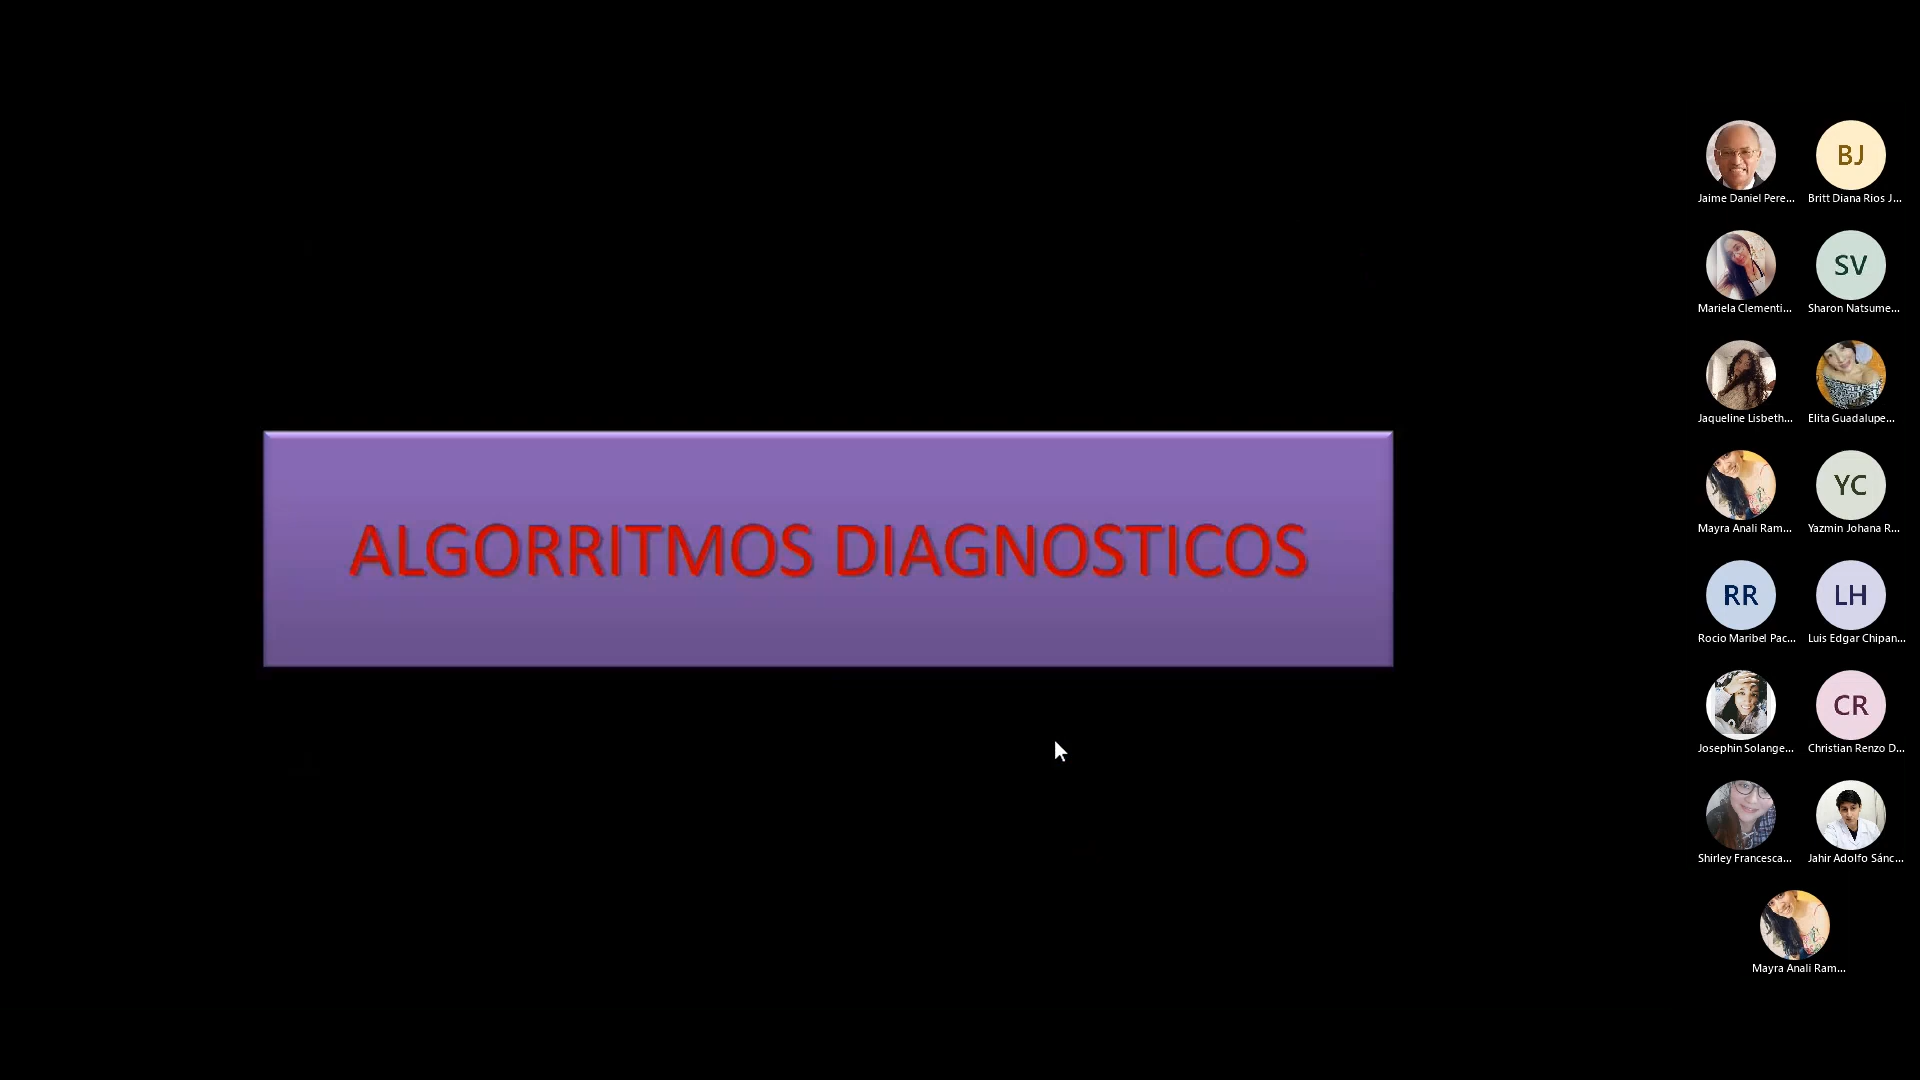 ALGORRITMOS DIAGNOSTICOS
Jaime Daniel Pere...
BJ
Britt Diana Rios J...
Mariela Clementi...
SV
Sharon Natsume...
Jaqueline Lisbeth...
Elita Guadalupe...
Mayra Anali Ram...
YC
Yazmin Johana R...
RR
Rocio Maribel Pac...
LH
Luis Edgar Chipan...
Josephin Solange...
CR
Christian Renzo D...
Shirley Francesca...
Jahir Adolfo Sánc...
Mayra Anali Ram...